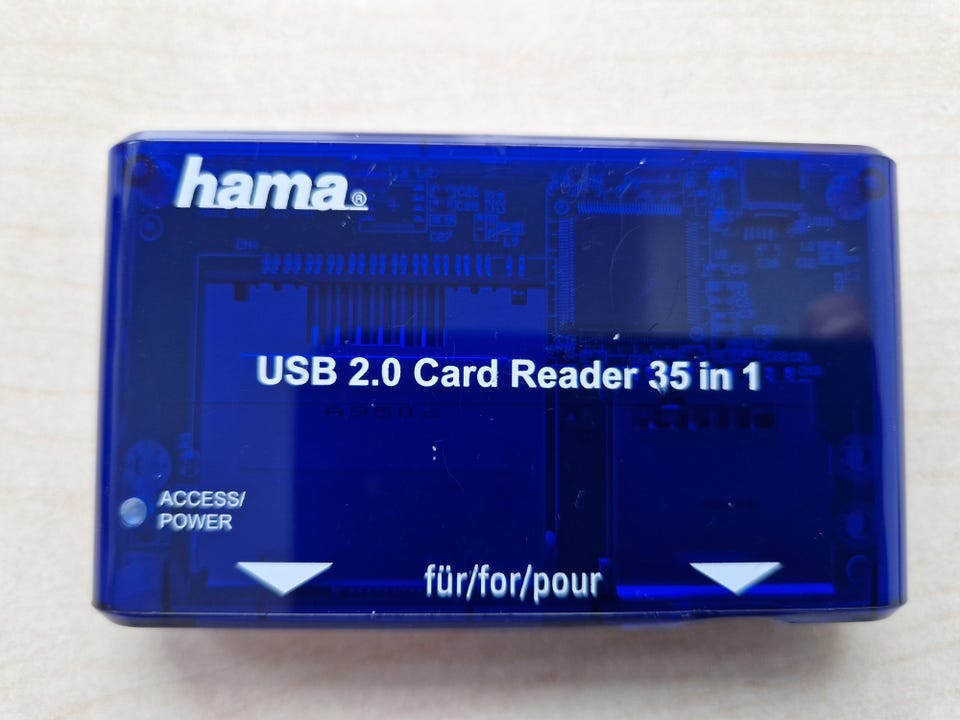 hama®
USB 2.0 Card Reader 35 in 1
ACCESS/
POWER
für/for/pour